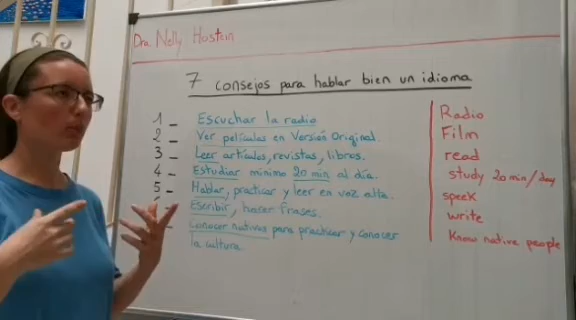 Dra. Nelly Hostein
7 consejos para hablar bien un idioma
1 - Escuchar la radio
2 - Ver películas en Versión Original.
3 - Leer artículos, revistas, libros.
4 - Estudiar mínimo 20 min al día.
5 - Hablar, practicar y leer en voz alta.
- Escribir, hacer frases.
- Conocer nativos para practicar y conocer
la cultura.
Radio
Film
read
study 20 min/day
speek
write
Know native people